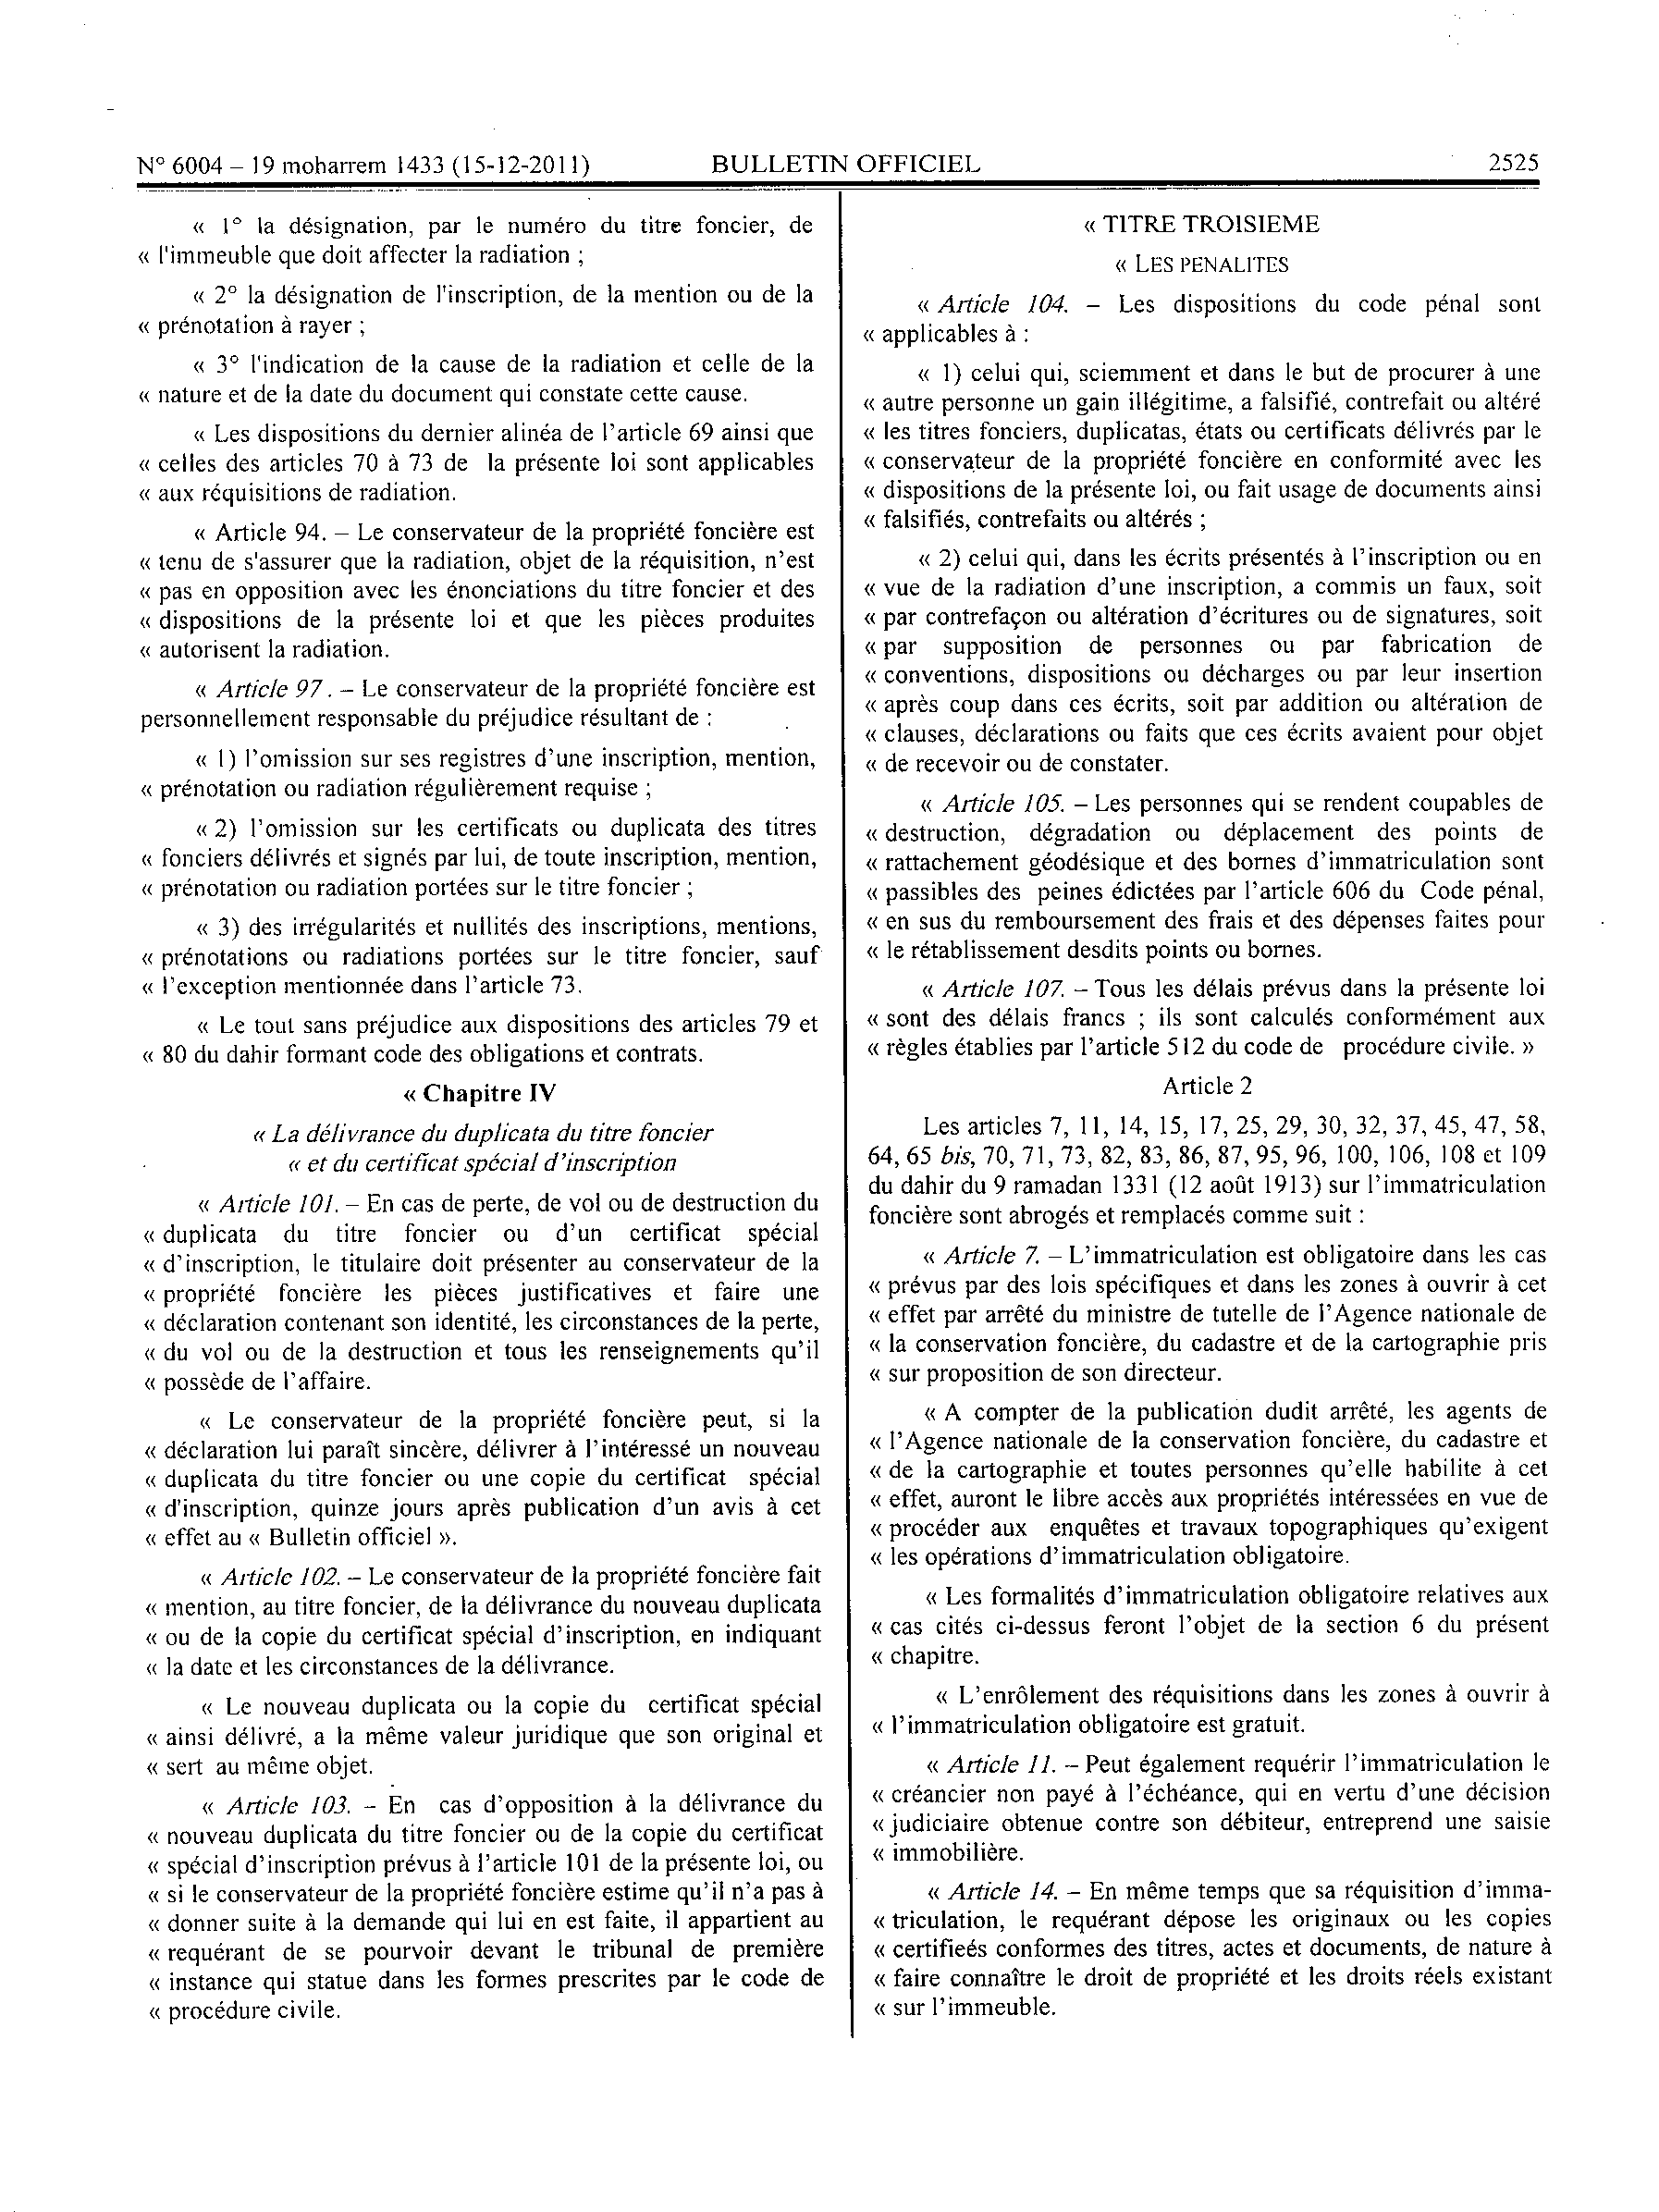 N° 6004 – 19 moharrem 1433 (15-12-2011)
BULLETIN OFFICIEL
2525
« 1° la désignation, par le numéro du titre foncier, de
« l'immeuble que doit affecter la radiation ;
« 2° la désignation de l'inscription, de la mention ou de la
« prénotation à rayer ;
« 3° l'indication de la cause de la radiation et celle de la
« nature et de la date du document qui constate cette cause.
« Les dispositions du dernier alinéa de l'article 69 ainsi que
« celles des articles 70 à 73 de la présente loi sont applicables
« aux réquisitions de radiation.
« Article 94. – Le conservateur de la propriété foncière est
« tenu de s'assurer que la radiation, objet de la réquisition, n'est
« pas en opposition avec les énonciations du titre foncier et des
« dispositions de la présente loi et que les pièces produites
« autorisent la radiation.
« Article 97 . – Le conservateur de la propriété foncière est
personnellement responsable du préjudice résultant de :
« 1) l'omission sur ses registres d'une inscription, mention,
« prénotation ou radiation régulièrement requise ;
« 2) l'omission sur les certificats ou duplicata des titres
« fonciers délivrés et signés par lui, de toute inscription, mention,
« prénotation ou radiation portées sur le titre foncier ;
« 3) des irrégularités et nullités des inscriptions, mentions,
« prénotations ou radiations portées sur le titre foncier, sauf
« l'exception mentionnée dans l'article 73.
« Le tout sans préjudice aux dispositions des articles 79 et
« 80 du dahir formant code des obligations et contrats.
« Chapitre IV
« La délivrance du duplicata du titre foncier
« et du certificat spécial d'inscription
« Article 101. – En cas de perte, de vol ou de destruction du
« duplicata du titre foncier ou d'un certificat spécial
« d'inscription, le titulaire doit présenter au conservateur de la
« propriété foncière les pièces justificatives et faire une
« déclaration contenant son identité, les circonstances de la perte,
« du vol ou de la destruction et tous les renseignements qu'il
« possède de l'affaire.
« Le conservateur de la propriété foncière peut, si la
« déclaration lui paraît sincère, délivrer à l'intéressé un nouveau
« duplicata du titre foncier ou une copie du certificat spécial
« d'inscription, quinze jours après publication d'un avis à cet
« effet au « Bulletin officiel ».
« Article 102. – Le conservateur de la propriété foncière fait
« mention, au titre foncier, de la délivrance du nouveau duplicata
« ou de la copie du certificat spécial d'inscription, en indiquant
« la date et les circonstances de la délivrance.
« Le nouveau duplicata ou la copie du certificat spécial
« ainsi délivré, a la même valeur juridique que son original et
« sert au même objet.
« Article 103. – En cas d'opposition à la délivrance du
« nouveau duplicata du titre foncier ou de la copie du certificat
« spécial d'inscription prévus à l'article 101 de la présente loi, ou
« si le conservateur de la propriété foncière estime qu'il n'a pas à
« donner suite à la demande qui lui en est faite, il appartient au
« requérant de se pourvoir devant le tribunal de première
« instance qui statue dans les formes prescrites par le code de
« procédure civile.
« TITRE TROISIEME
« LES PENALITES
« Article 104. – Les dispositions du code pénal sont
« applicables à :
« 1) celui qui, sciemment et dans le but de procurer à une
« autre personne un gain illégitime, a falsifié, contrefait ou altéré
« les titres fonciers, duplicatas, états ou certificats délivrés par le
« conservateur de la propriété foncière en conformité avec les
« dispositions de la présente loi, ou fait usage de documents ainsi
« falsifiés, contrefaits ou altérés ;
« 2) celui qui, dans les écrits présentés à l'inscription ou en
« vue de la radiation d'une inscription, a commis un faux, soit
« par contrefaçon ou altération d'écritures ou de signatures, soit
« par supposition de personnes ou par fabrication de
« conventions, dispositions ou décharges ou par leur insertion
« après coup dans ces écrits, soit par addition ou altération de
« clauses, déclarations ou faits que ces écrits avaient pour objet
« de recevoir ou de constater.
« Article 105. – Les personnes qui se rendent coupables de
« destruction, dégradation ou déplacement des points de
« rattachement géodésique et des bornes d'immatriculation sont
« passibles des peines édictées par l'article 606 du Code pénal,
« en sus du remboursement des frais et des dépenses faites pour
« le rétablissement desdits points ou bornes.
« Article 107. – Tous les délais prévus dans la présente loi
« sont des délais francs ; ils sont calculés conformément aux
« règles établies par l'article 512 du code de procédure civile. »
Article 2
Les articles 7, 11, 14, 15, 17, 25, 29, 30, 32, 37, 45, 47, 58,
64, 65 bis, 70, 71, 73, 82, 83, 86, 87, 95, 96, 100, 106, 108 et 109
du dahir du 9 ramadan 1331 (12 août 1913) sur l'immatriculation
foncière sont abrogés et remplacés comme suit :
« Article 7. – L'immatriculation est obligatoire dans les cas
« prévus par des lois spécifiques et dans les zones à ouvrir à cet
« effet par arrêté du ministre de tutelle de l'Agence nationale de
« la conservation foncière, du cadastre et de la cartographie pris
« sur proposition de son directeur.
« A compter de la publication dudit arrêté, les agents de
« l'Agence nationale de la conservation foncière, du cadastre et
« de la cartographie et toutes personnes qu'elle habilite à cet
« effet, auront le libre accès aux propriétés intéressées en vue de
« procéder aux enquêtes et travaux topographiques qu'exigent
« les opérations d'immatriculation obligatoire.
« Les formalités d'immatriculation obligatoire relatives aux
« cas cités ci-dessus feront l'objet de la section 6 du présent
« chapitre.
« L'enrôlement des réquisitions dans les zones à ouvrir à
« l'immatriculation obligatoire est gratuit.
« Article 11. – Peut également requérir l'immatriculation le
« créancier non payé à l'échéance, qui en vertu d'une décision
« judiciaire obtenue contre son débiteur, entreprend une saisie
« immobilière.
« Article 14. – En même temps que sa réquisition d'imma-
« triculation, le requérant dépose les originaux ou les copies
« certifieés conformes des titres, actes et documents, de nature à
« faire connaître le droit de propriété et les droits réels existant
« sur l'immeuble.